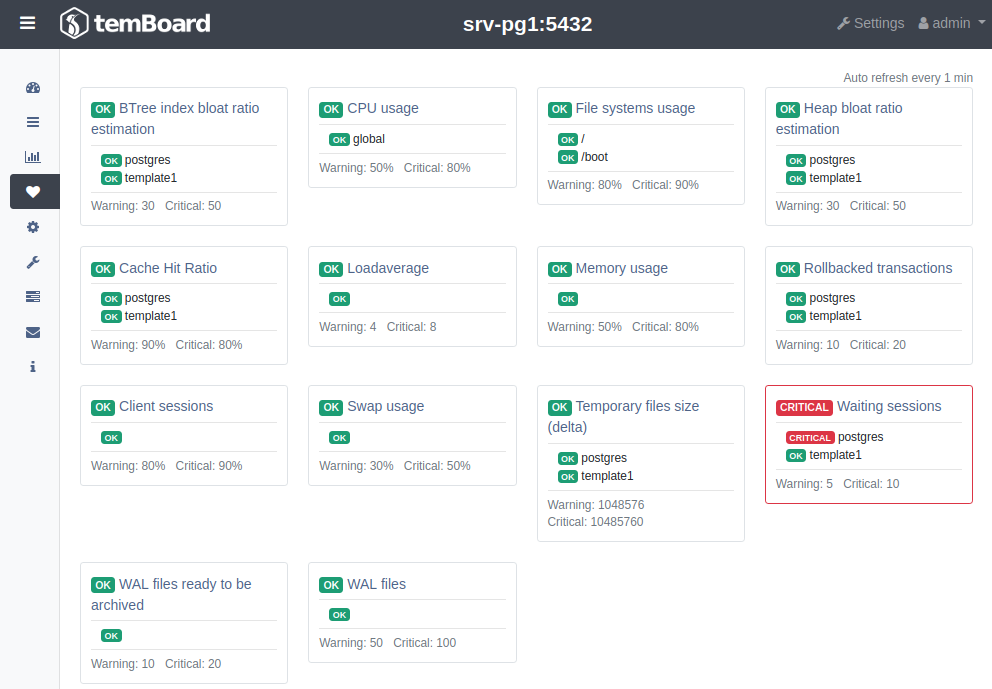 temBoard
srv-pg1:5432
Settings
admin
Auto refresh every 1 min
OK BTree index bloat ratio
estimation
OK postgres
OK template1
Warning: 30 Critical: 50
OK CPU usage
OK global
Warning: 50% Critical: 80%
OK File systems usage
OK /
OK /boot
Warning: 80% Critical: 90%
OK Heap bloat ratio
estimation
OK postgres
OK template1
Warning: 30 Critical: 50
OK Cache Hit Ratio
OK postgres
OK template1
Warning: 90% Critical: 80%
OK Loadaverage
OK
Warning: 4 Critical: 8
OK Memory usage
OK
Warning: 50% Critical: 80%
OK Rollbacked transactions
OK postgres
OK template1
Warning: 10 Critical: 20
OK Client sessions
OK
Warning: 80% Critical: 90%
OK Swap usage
OK
Warning: 30% Critical: 50%
OK Temporary files size
(delta)
OK postgres
OK template1
Warning: 1048576
Critical: 10485760
CRITICAL Waiting sessions
CRITICAL postgres
OK template1
Warning: 5 Critical: 10
OK WAL files ready to be
archived
OK
Warning: 10 Critical: 20
OK WAL files
OK
Warning: 50 Critical: 100